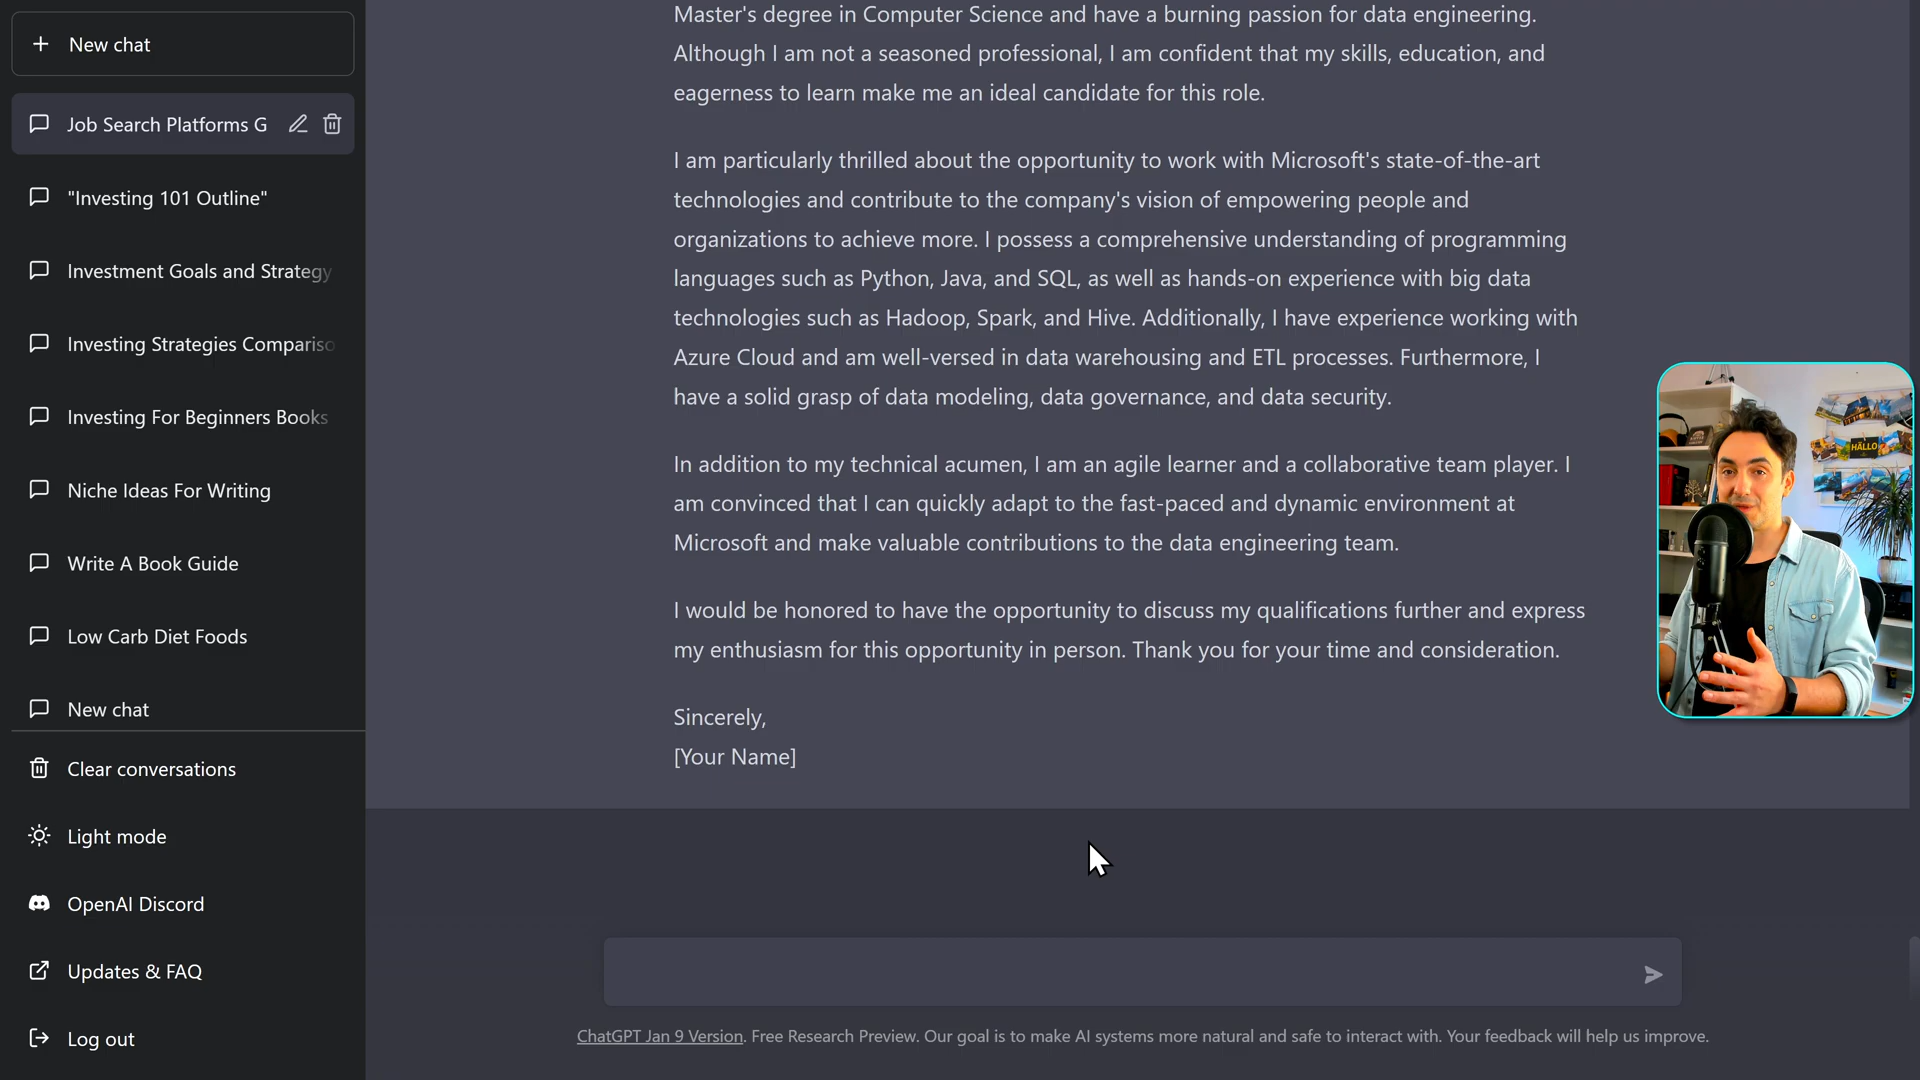 New chat
Job Search Platforms G
"Investing 101 Outline"
Investment Goals and Strategy
Investing Strategies Compariso
Investing For Beginners Books
Niche Ideas For Writing
Write A Book Guide
Low Carb Diet Foods
New chat
Clear conversations
Light mode
OpenAI Discord
Updates & FAQ
Log out
Master's degree in Computer Science and have a burning passion for data engineering.
Although I am not a seasoned professional, I am confident that my skills, education, and
eagerness to learn make me an ideal candidate for this role.
I am particularly thrilled about the opportunity to work with Microsoft's state-of-the-art
technologies and contribute to the company's vision of empowering people and
organizations to achieve more. I possess a comprehensive understanding of programming
languages such as Python, Java, and SQL, as well as hands-on experience with big data
technologies such as Hadoop, Spark, and Hive. Additionally, I have experience working with
Azure Cloud and am well-versed in data warehousing and ETL processes. Furthermore, I
have a solid grasp of data modeling, data governance, and data security.
In addition to my technical acumen, I am an agile learner and a collaborative team player. I
am convinced that I can quickly adapt to the fast-paced and dynamic environment at
Microsoft and make valuable contributions to the data engineering team.
I would be honored to have the opportunity to discuss my qualifications further and express
my enthusiasm for this opportunity in person. Thank you for your time and consideration.
Sincerely,
[Your Name]
HALLO
ChatGPT Jan 9 Version. Free Research Preview. Our goal is to make AI systems more natural and safe to interact with. Your feedback will help us improve.